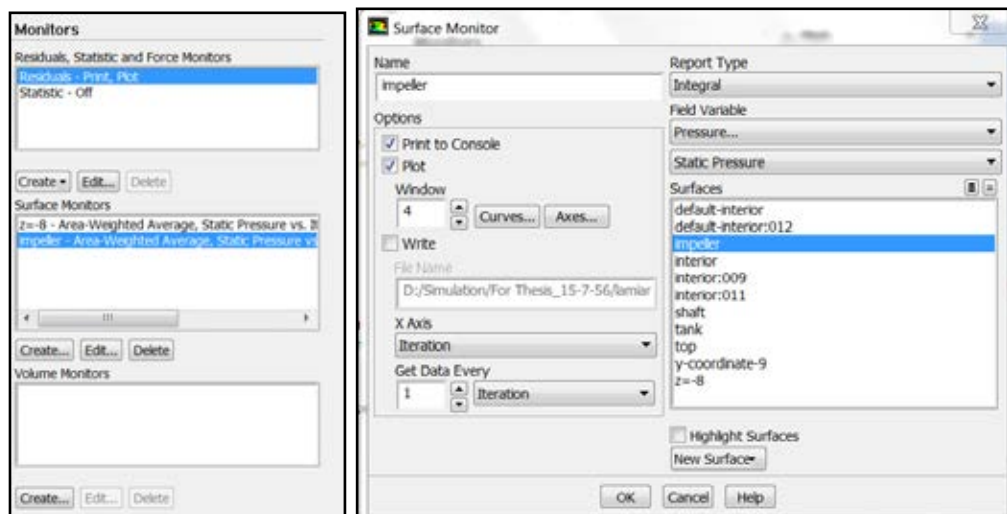 Monitors
Residuals, Statistic and Force Monitors
Residuals - Print, Plot
Statistic - Off
Create
Edit...
Delete
Surface Monitors
z=-8 - Area-Weighted Average, Static Pressure vs.
impeller - Area-Weighted Average, Static Pressure vs
Create...
Edit...
Delete
Volume Monitors
Create...
Edit...
Delete
Surface Monitor
Name
impeller
Options
Print to Console
Plot
Window
4
Curves...
Axes...
Write
File Name
D:/Simulation/For Thesis_15-7-56/lamiar
X Axis
Iteration
Get Data Every
1
Iteration
Report Type
Integral
Field Variable
Pressure...
Static Pressure
Surfaces
default-interior
default-interior:012
impeller
interior
interior:009
interior:011
shaft
tank
top
y-coordinate-9
z=-8
Highlight Surfaces
New Surface
OK
Cancel
Help